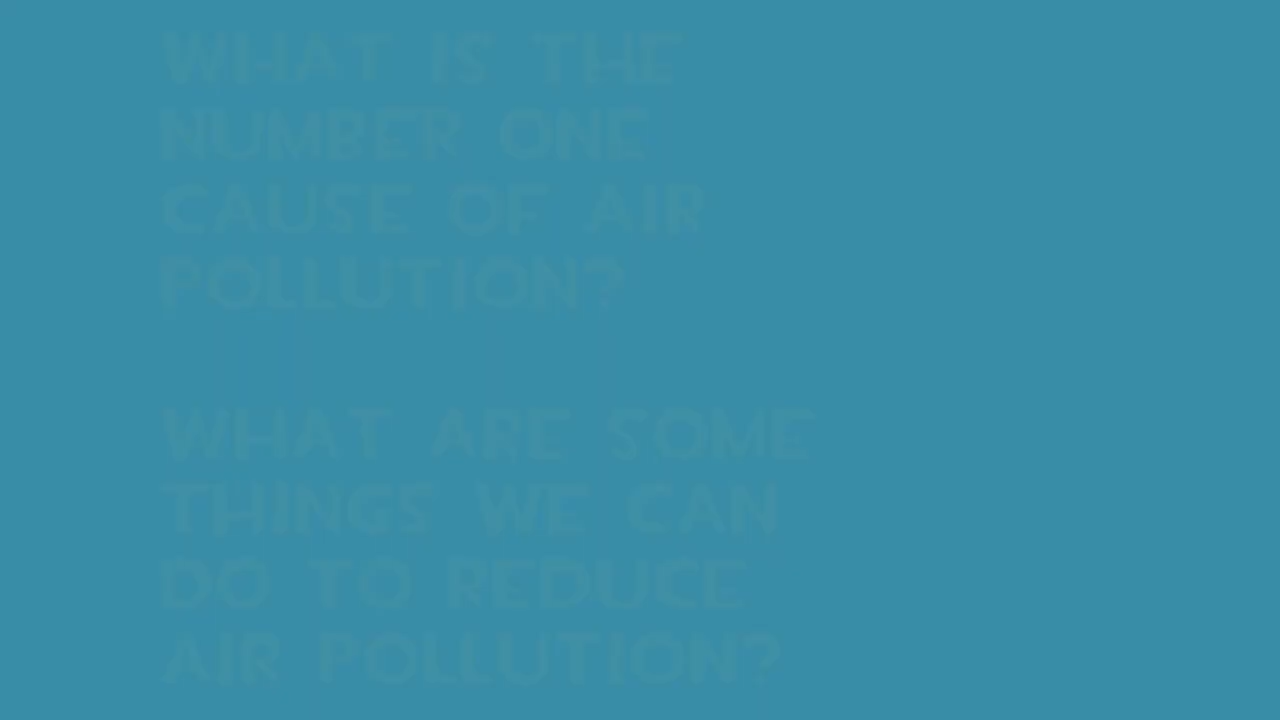 WHAT IS THE
NUMBER ONE
CAUSE OF AIR
POLLUTION?
WHAT ARE SOME
THINGS WE CAN
DO TO REDUCE
AIR POLLUTION?